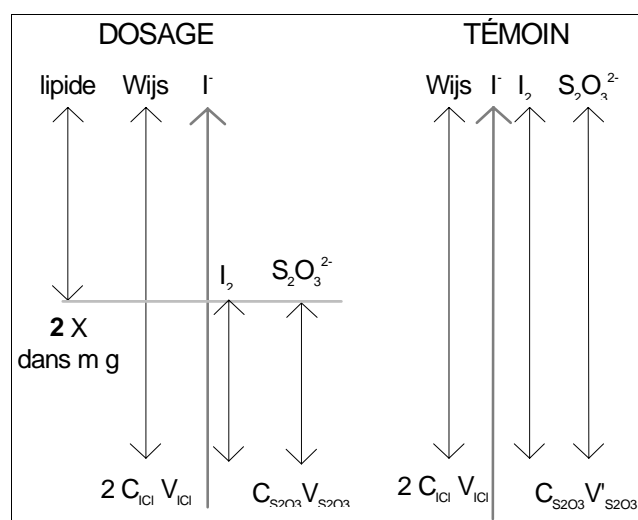 DOSAGE
TÉMOIN
lipide Wijs I⁻
Wijs I⁻ I₂ S₂O₃²⁻
I₂ S₂O₃²⁻
2 X
dans m g
2 C_ICl V_ICl
C_S2O3 V_S2O3
2 C_ICl V_ICl
C_S2O3 V'_S2O3